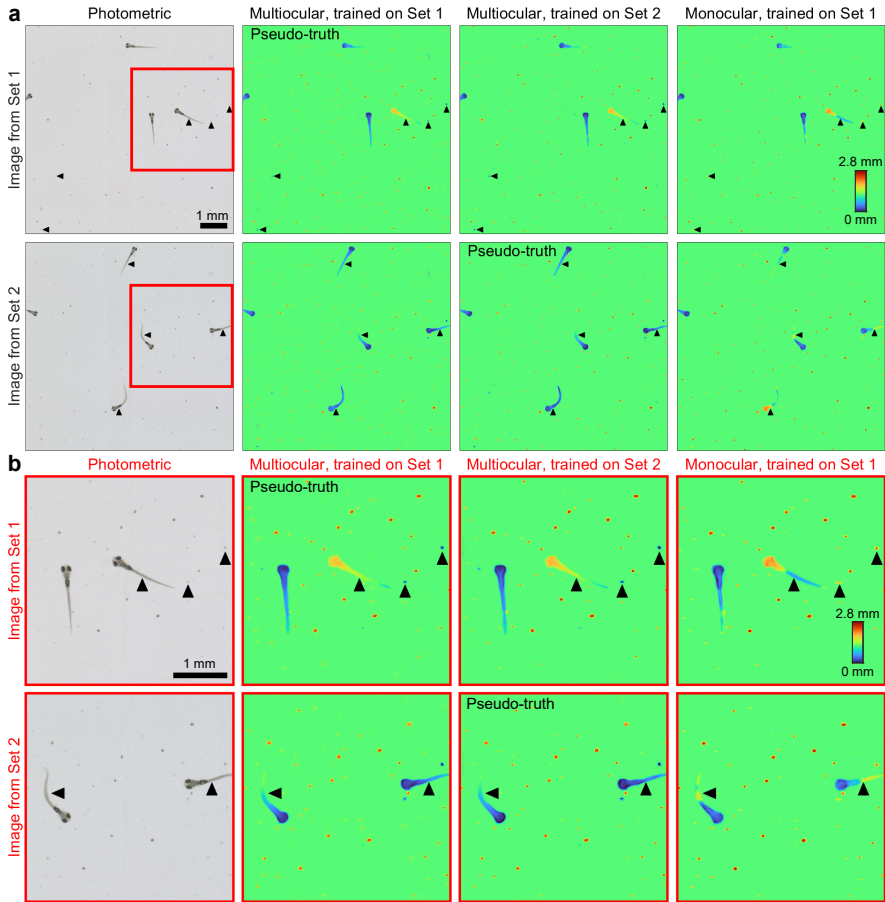 a
Photometric
Multiocular, trained on Set 1
Multiocular, trained on Set 2
Monocular, trained on Set 1
Image from Set 1
Pseudo-truth
1 mm
2.8 mm
0 mm
Image from Set 2
Pseudo-truth
b
Photometric
Multiocular, trained on Set 1
Multiocular, trained on Set 2
Monocular, trained on Set 1
Image from Set 1
Pseudo-truth
1 mm
2.8 mm
0 mm
Image from Set 2
Pseudo-truth